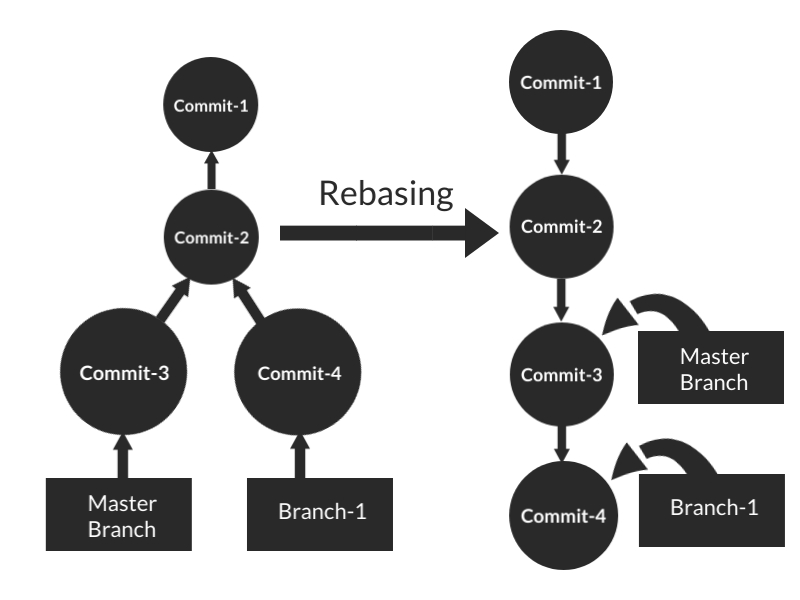 Commit-1
Commit-2
Commit-3
Commit-4
Master
Branch
Branch-1
Rebasing
Commit-1
Commit-2
Commit-3
Master
Branch
Commit-4
Branch-1